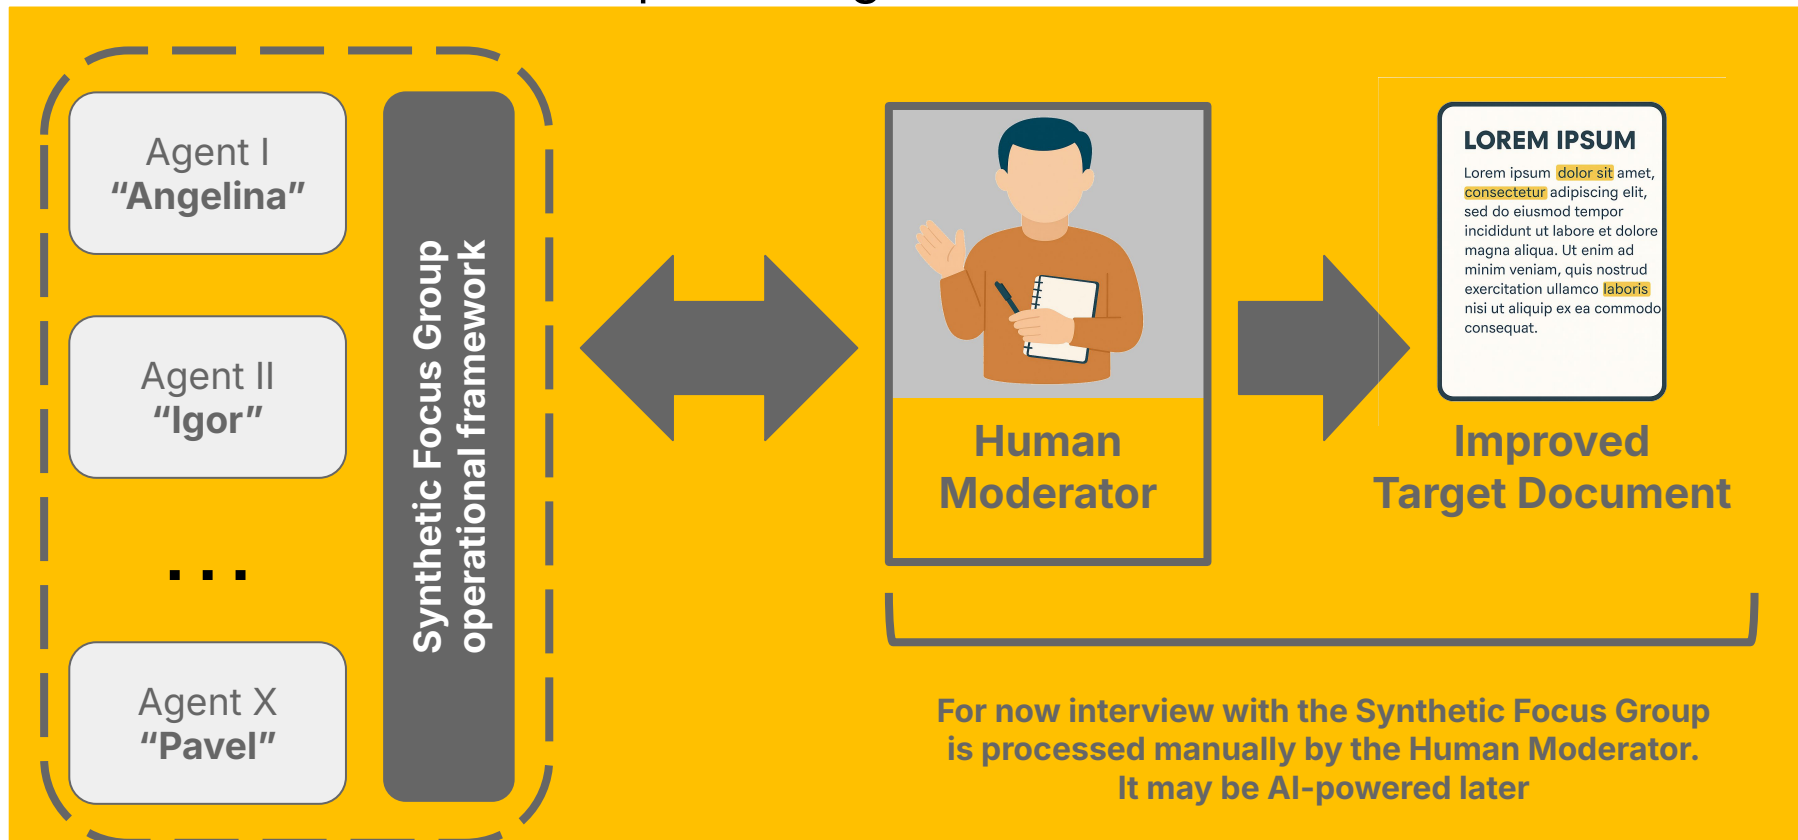 Agent I
“Angelina”
Agent II
“Igor”
...
Agent X
“Pavel”
Synthetic Focus Group
operational framework
Human
Moderator
LOREM IPSUM
Lorem ipsum dolor sit amet,
consectetur adipiscing elit,
sed do eiusmod tempor
incididunt ut labore et dolore
magna aliqua. Ut enim ad
minim veniam, quis nostrud
exercitation ullamco laboris
nisi ut aliquip ex ea commodo
consequat.
Improved
Target Document
For now interview with the Synthetic Focus Group
is processed manually by the Human Moderator.
It may be AI-powered later